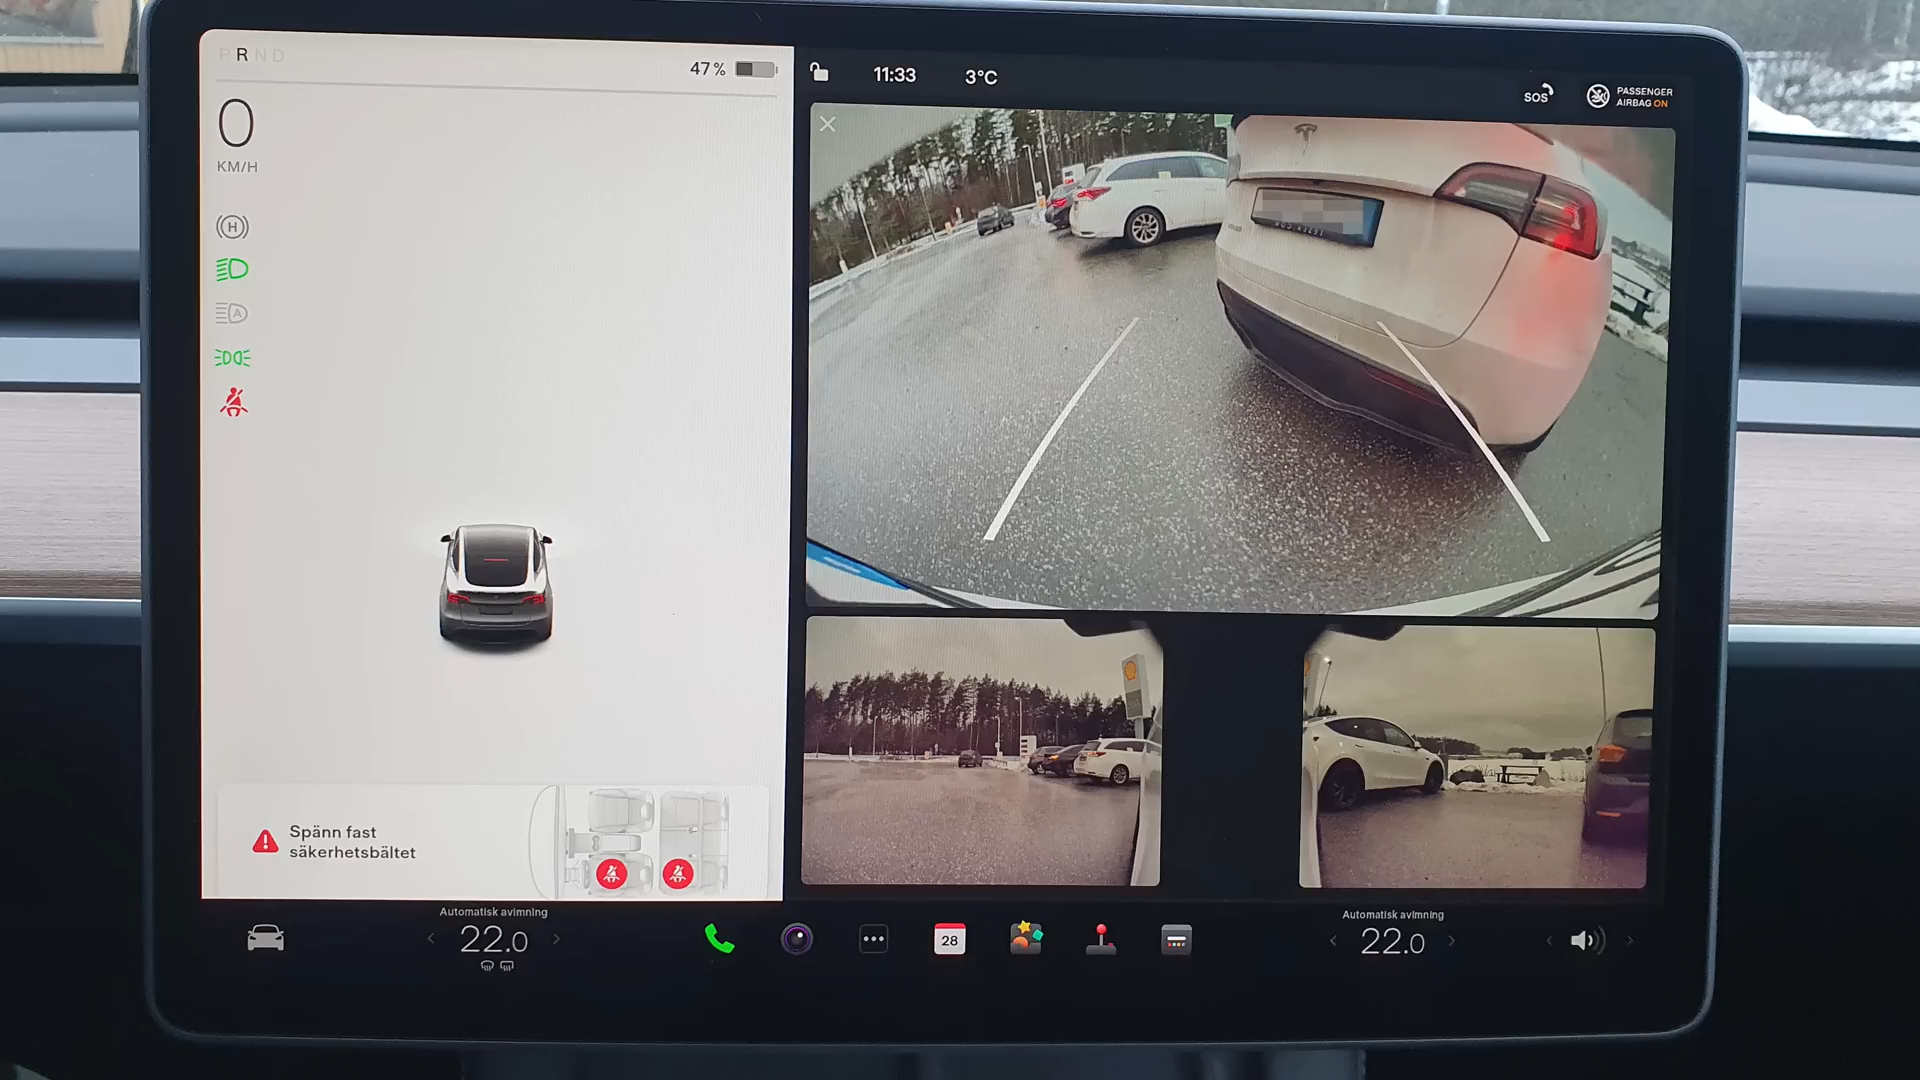 P R N D
47 %
0
KM/H
H
A
Spänn fast
säkerhetsbältet
11:33
3°C
SOS
PASSENGER
AIRBAG ON
Automatisk avimning
22.0
28
Automatisk avimning
22.0